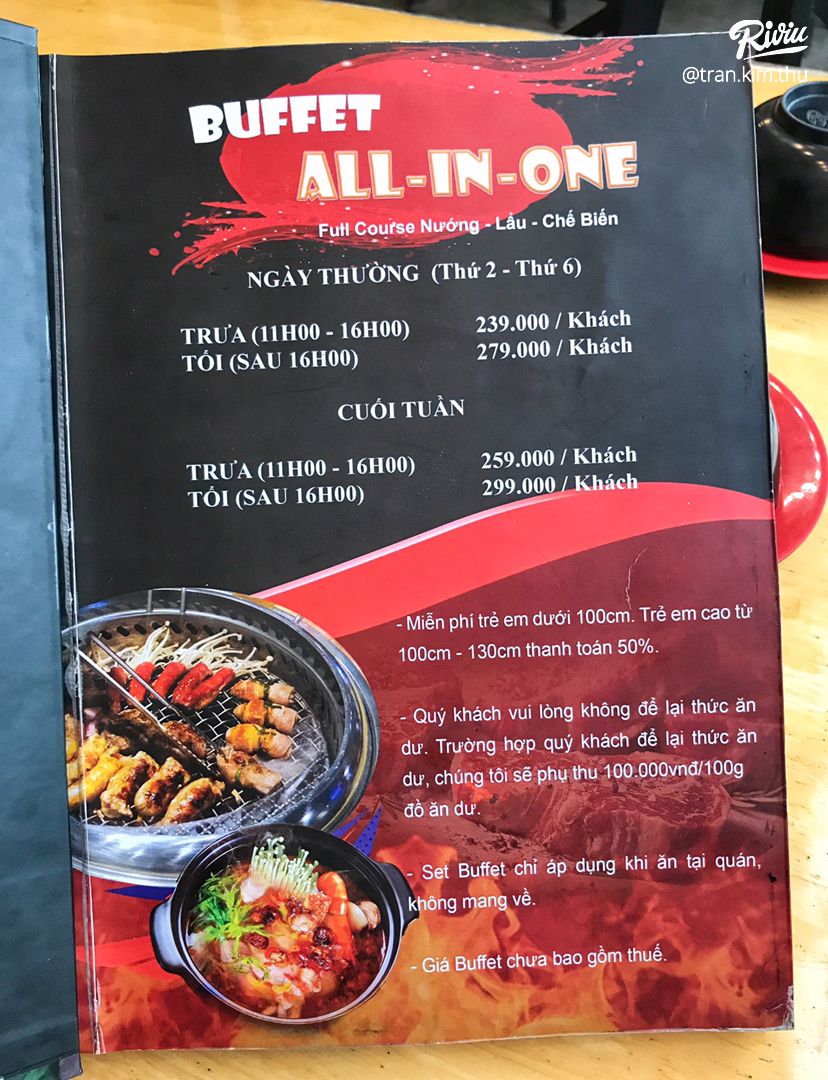 Riviu
@tran.kim.thu
BUFFET
ALL-IN-ONE
Full Course Nướng - Lẩu - Chế Biến
NGÀY THƯỜNG (Thứ 2 - Thứ 6)
TRƯA (11H00 - 16H00) 239.000 / Khách
TỐI (SAU 16H00) 279.000 / Khách
CUỐI TUẦN
TRƯA (11H00 - 16H00) 259.000 / Khách
TỐI (SAU 16H00) 299.000 / Khách
- Miễn phí trẻ em dưới 100cm. Trẻ em cao từ
100cm - 130cm thanh toán 50%.
- Quý khách vui lòng không để lại thức ăn
dư. Trường hợp quý khách để lại thức ăn
dư, chúng tôi sẽ phụ thu 100.000vnđ/100g
đồ ăn dư.
- Set Buffet chỉ áp dụng khi ăn tại quán,
không mang về.
- Giá Buffet chưa bao gồm thuế.